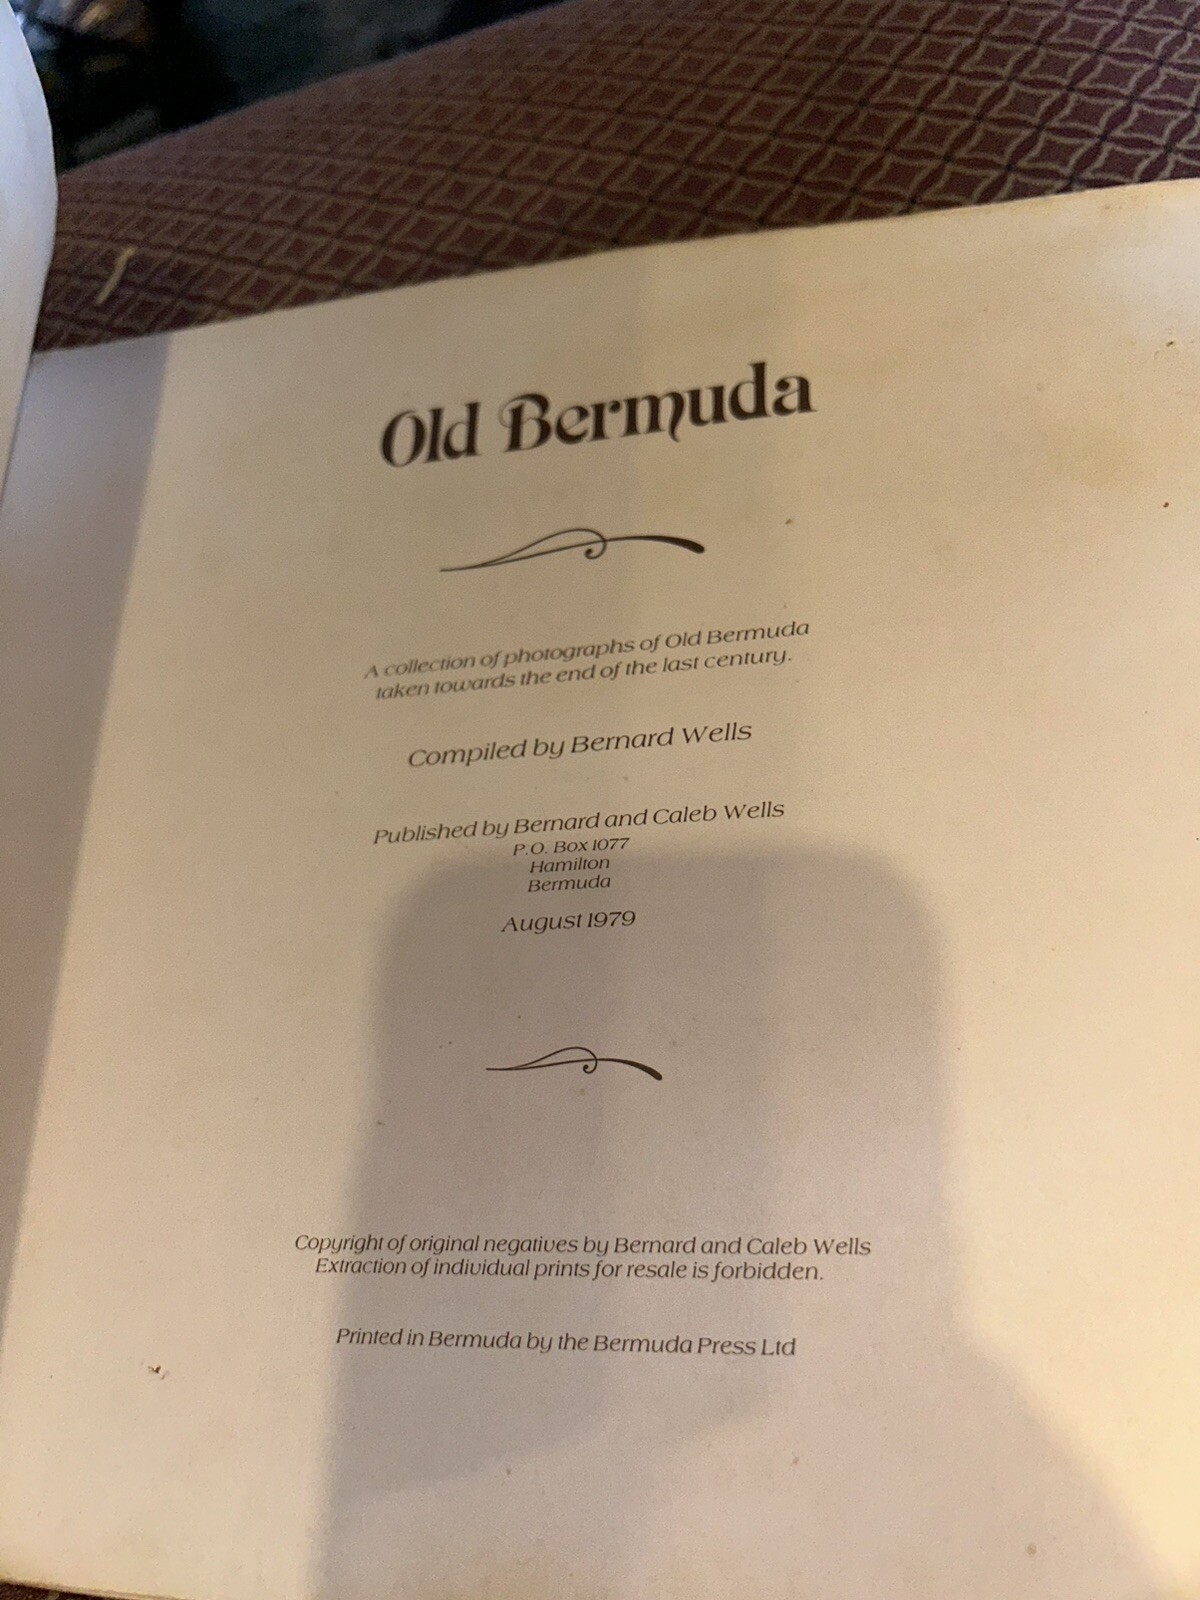 Old Bermuda
A collection of photographs of Old Bermuda
taken towards the end of the last century.
Compiled by Bernard Wells
Published by Bernard and Caleb Wells
P.O. Box 1077
Hamilton
Bermuda
August 1979
Copyright of original negatives by Bernard and Caleb Wells
Extraction of individual prints for resale is forbidden.
Printed in Bermuda by the Bermuda Press Ltd